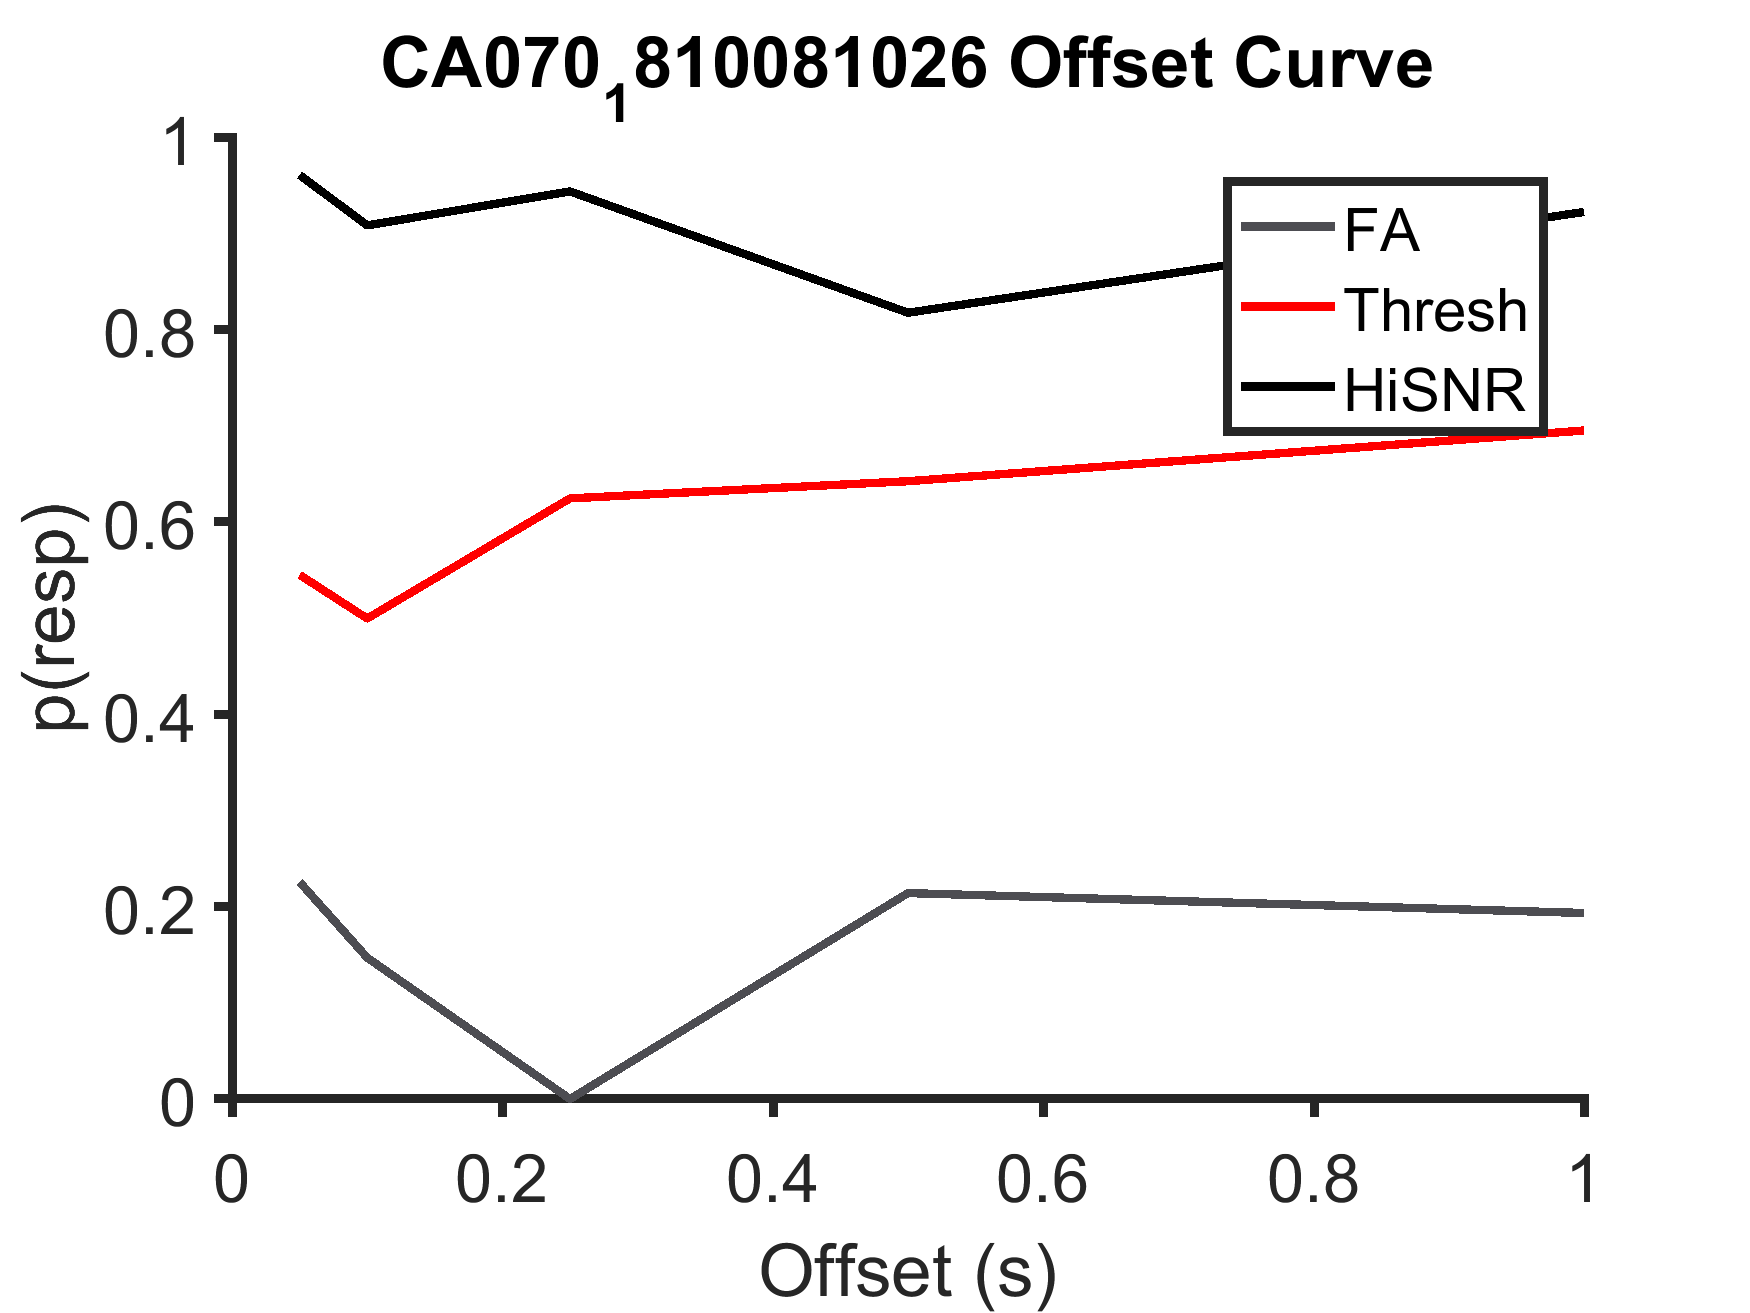 CA070₁810081026 Offset Curve
1
0.8
0.6
0.4
0.2
0
p(resp)
FA
Thresh
HiSNR
0 0.2 0.4 0.6 0.8 1
Offset (s)